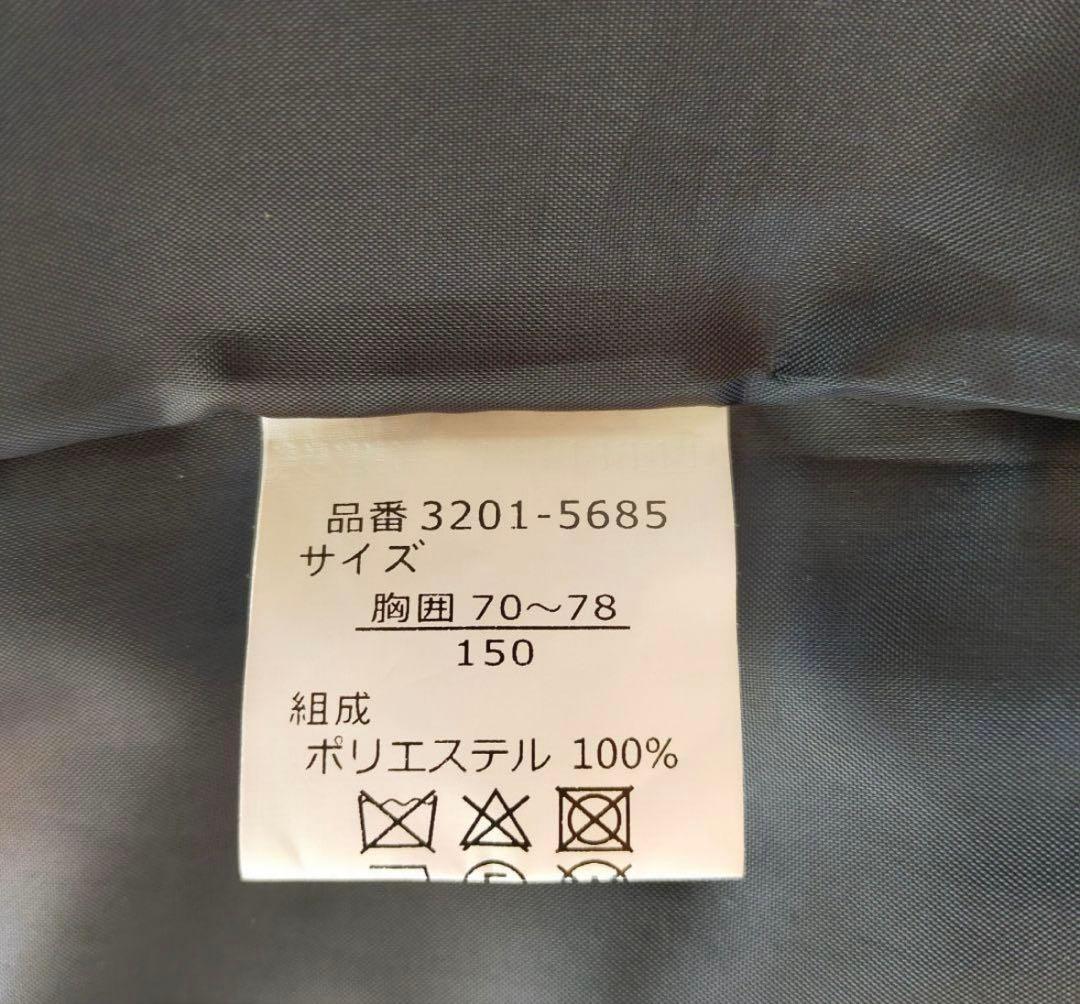 品番 3201-5685
サイズ
胸囲 70～78
150
組成
ポリエステル 100%